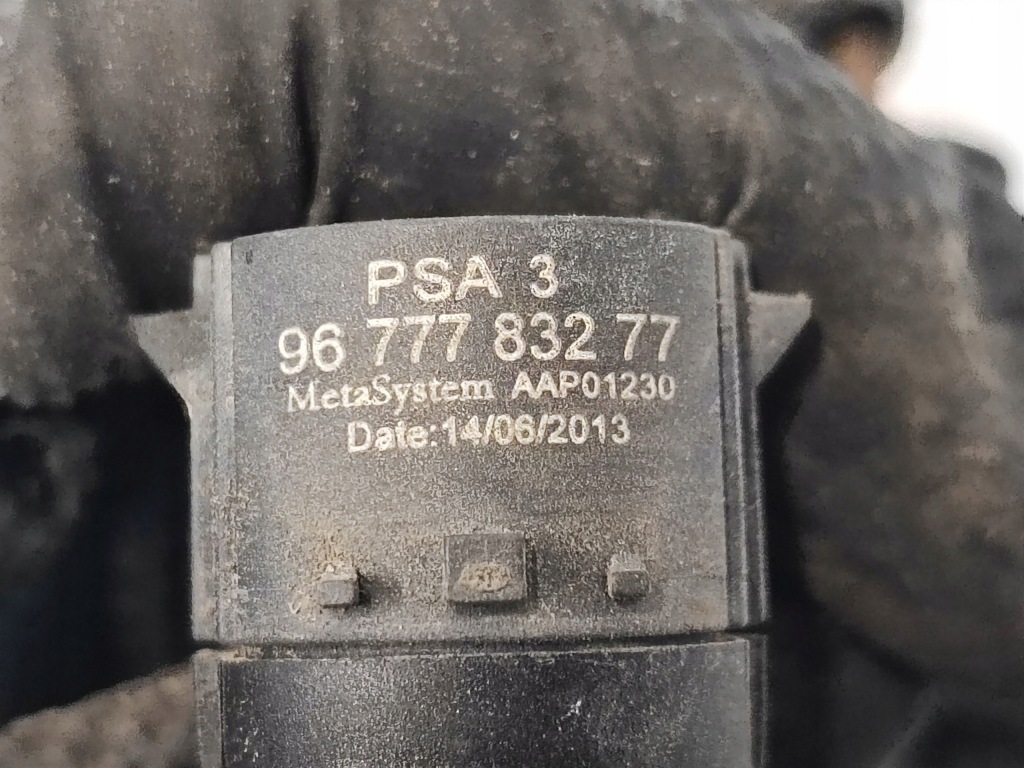 PSA 3
96 777 832 77
MetaSystem AAP01230
Date:14/06/2013